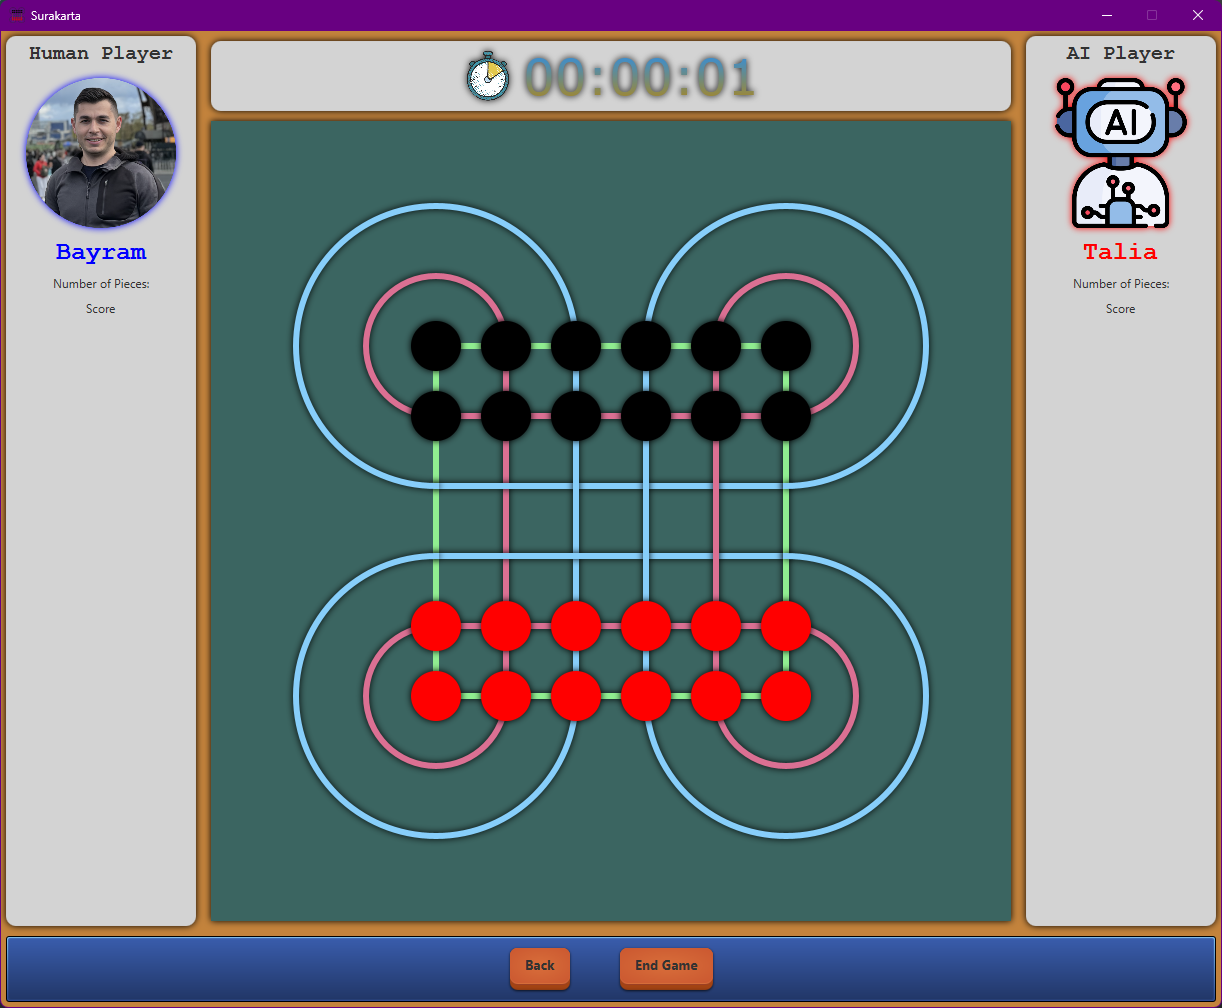 Surakarta
Human Player
Bayram
Number of Pieces:
Score
00:00:01
AI Player
AI
Talia
Number of Pieces:
Score
Back
End Game